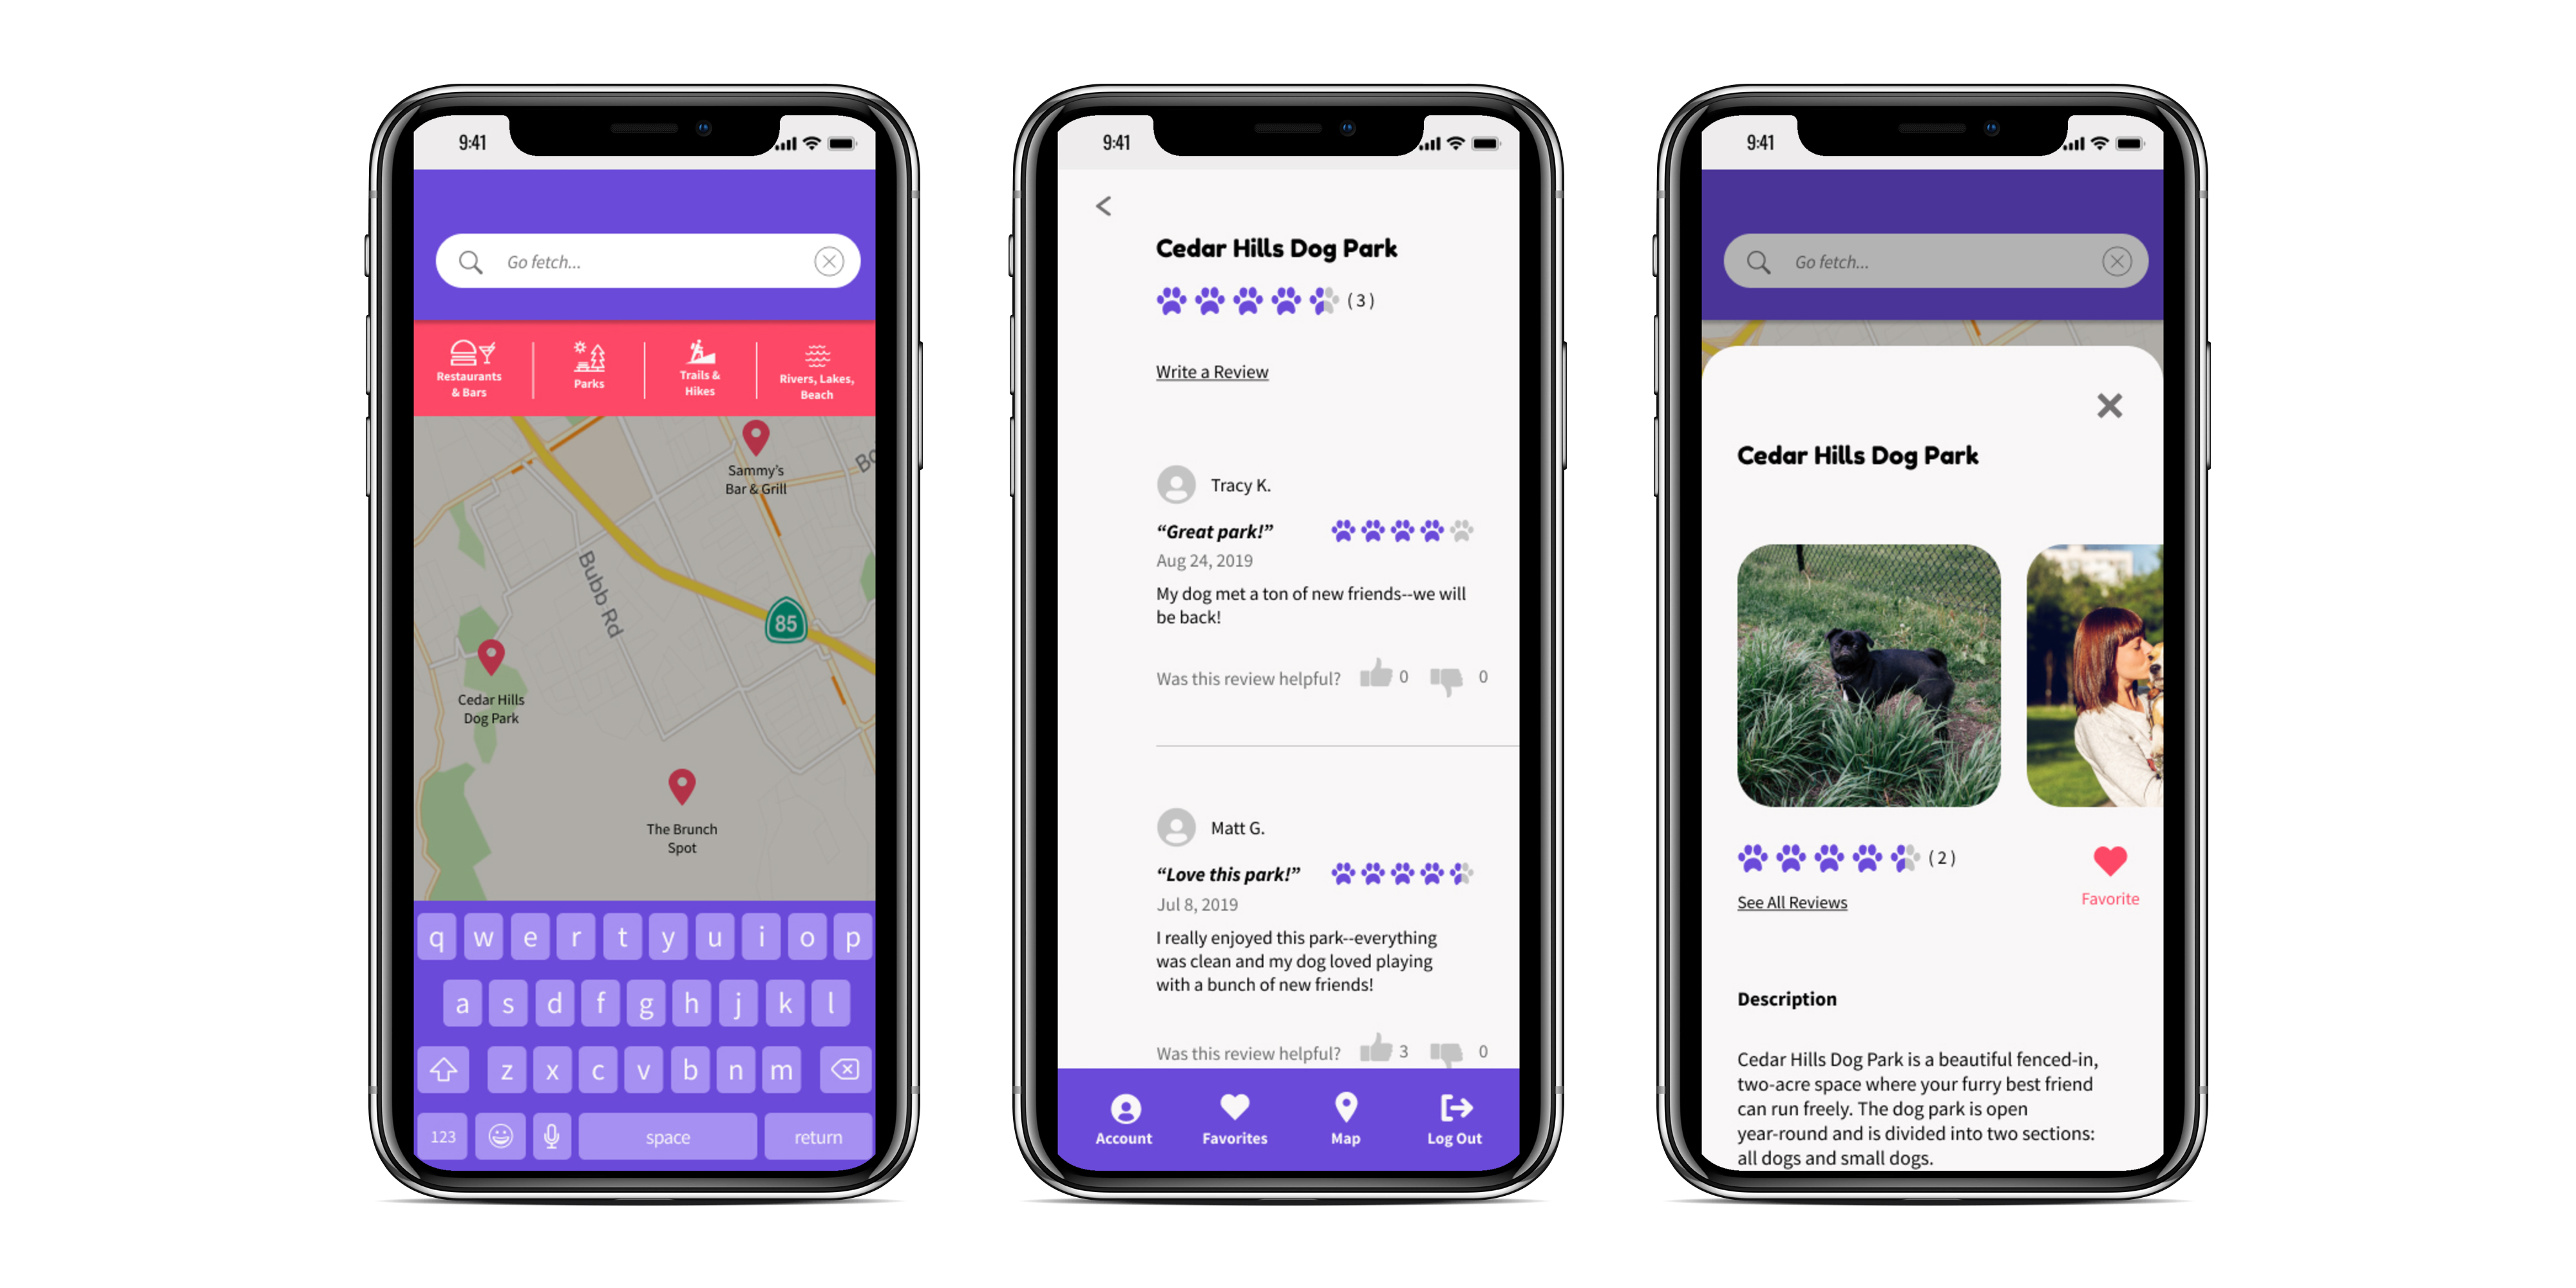 9:41
Go fetch...
Restaurants
& Bars
Parks
Trails &
Hikes
Rivers, Lakes,
Beach
Sammy's
Bar & Grill
Bubb Rd
85
Cedar Hills
Dog Park
The Brunch
Spot
q w e r t y u i o p
a s d f g h j k l
z x c v b n m
123 space return
9:41
<
Cedar Hills Dog Park
(3)
Write a Review
Tracy K.
“Great park!”
Aug 24, 2019
My dog met a ton of new friends--we will
be back!
Was this review helpful? 0 0
Matt G.
“Love this park!”
Jul 8, 2019
I really enjoyed this park--everything
was clean and my dog loved playing
with a bunch of new friends!
Was this review helpful? 3 0
Account Favorites Map Log Out
9:41
Go fetch...
Cedar Hills Dog Park
(2)
See All Reviews
Favorite
Description
Cedar Hills Dog Park is a beautiful fenced-in,
two-acre space where your furry best friend
can run freely. The dog park is open
year-round and is divided into two sections:
all dogs and small dogs.